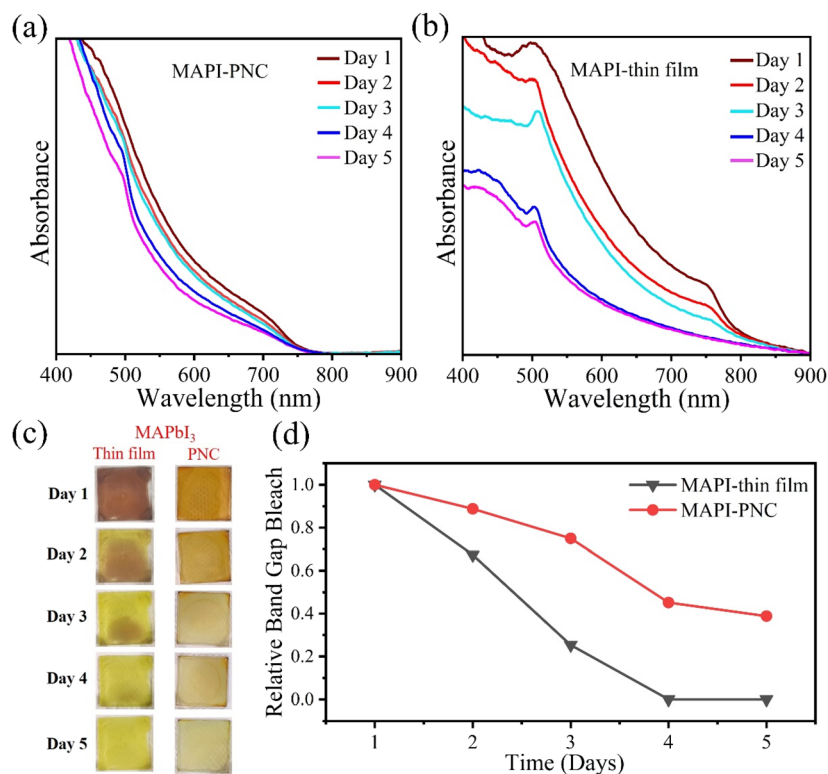 (a)
MAPI-PNC
Day 1
Day 2
Day 3
Day 4
Day 5
Absorbance
400 500 600 700 800 900
Wavelength (nm)
(b)
MAPI-thin film
Day 1
Day 2
Day 3
Day 4
Day 5
Absorbance
400 500 600 700 800 900
Wavelength (nm)
(c)
MAPbI₃
Thin film PNC
Day 1
Day 2
Day 3
Day 4
Day 5
(d)
MAPI-thin film
MAPI-PNC
Relative Band Gap Bleach
1.0
0.8
0.6
0.4
0.2
0.0
1 2 3 4 5
Time (Days)